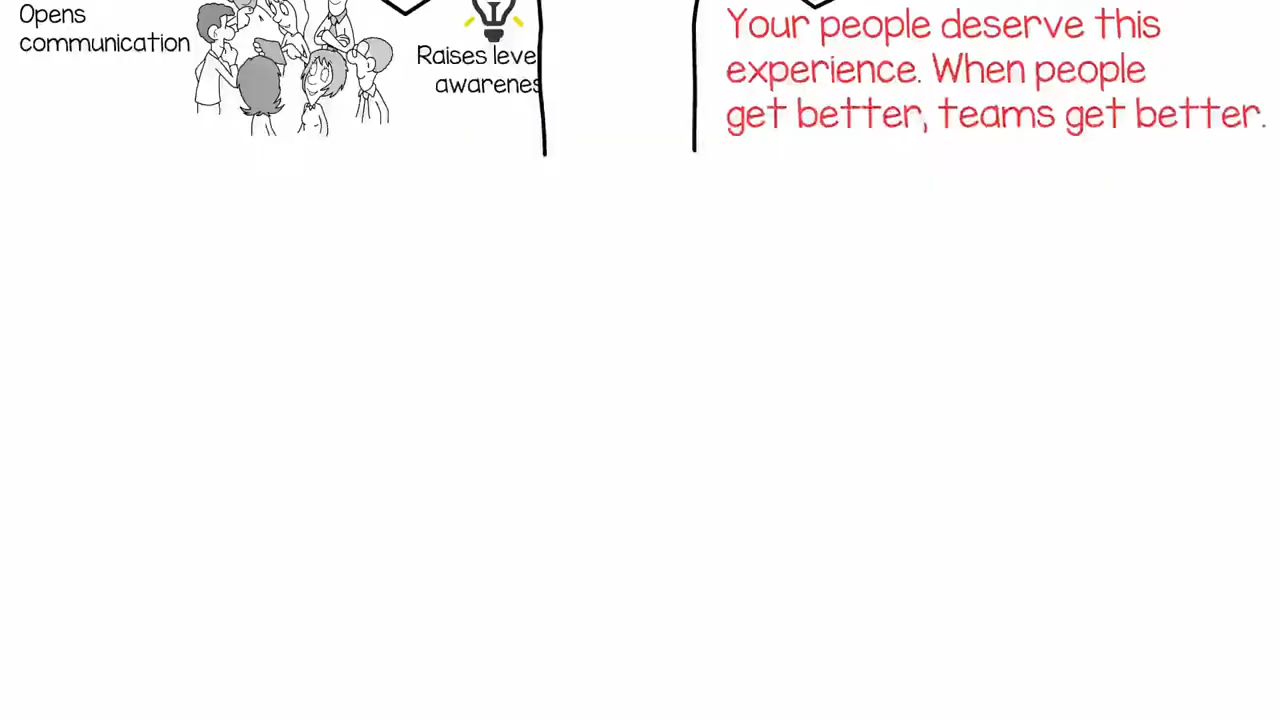 Opens
communication
Raises leve
awarenes
Your people deserve this
experience. When people
get better, teams get better.